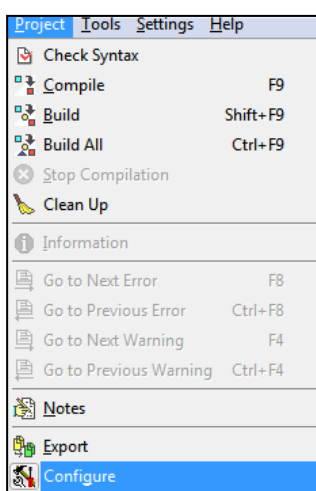 Project Tools Settings Help
Check Syntax
Compile F9
Build Shift+F9
Build All Ctrl+F9
Stop Compilation
Clean Up
Information
Go to Next Error F8
Go to Previous Error Ctrl+F8
Go to Next Warning F4
Go to Previous Warning Ctrl+F4
Notes
Export
Configure